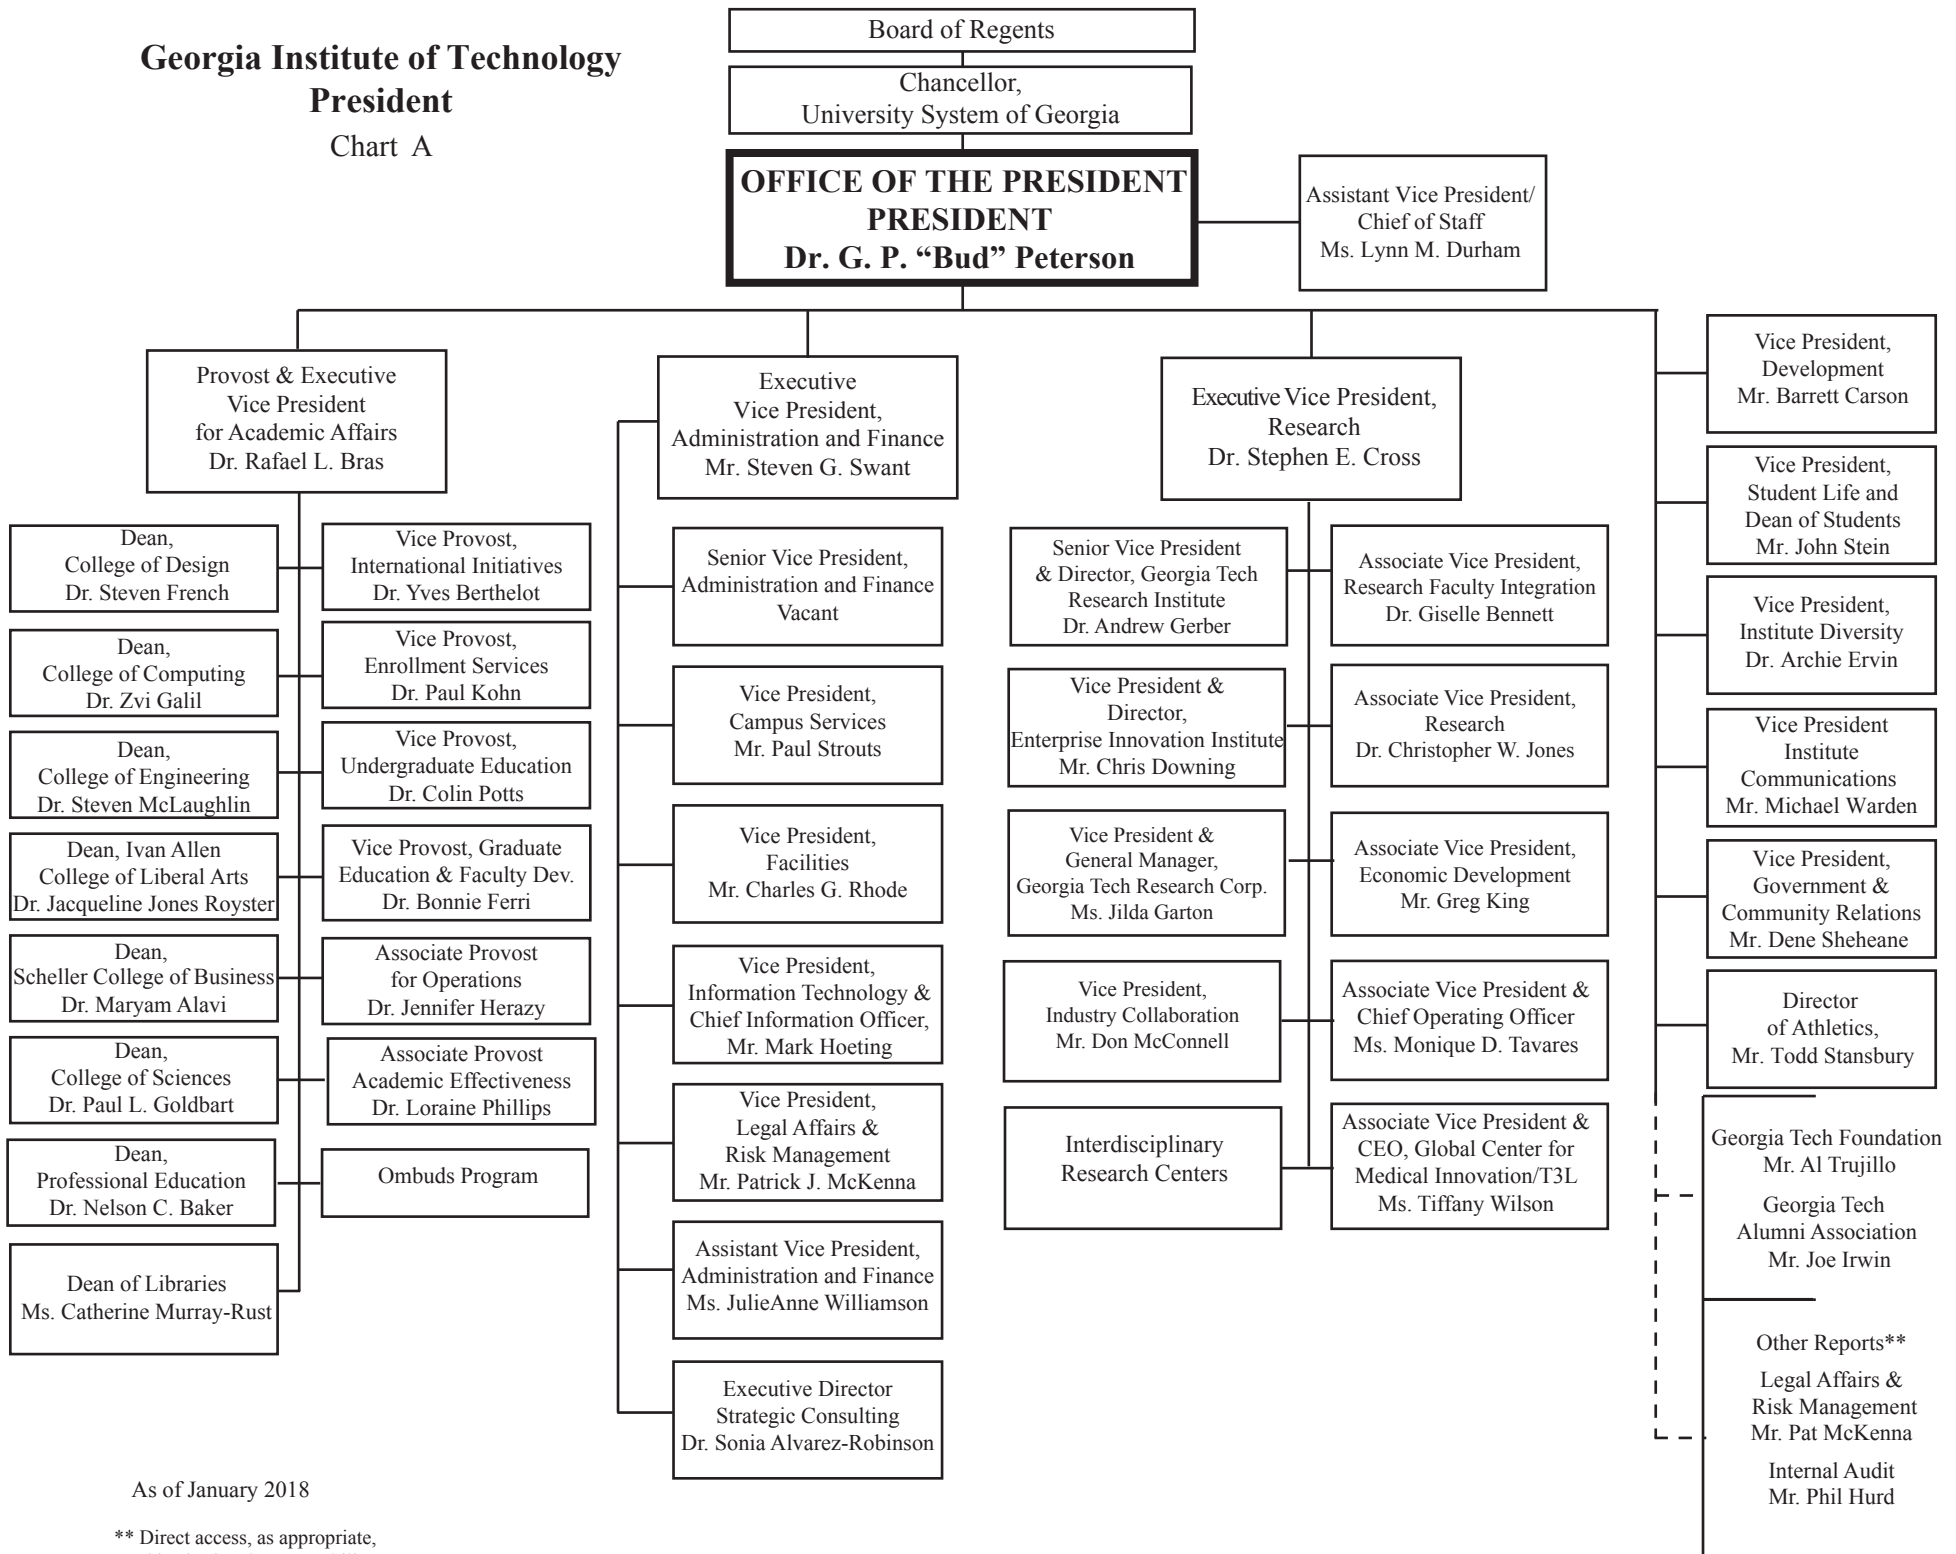 Georgia Institute of Technology
President
Chart A
Board of Regents
Chancellor,
University System of Georgia
OFFICE OF THE PRESIDENT
PRESIDENT
Dr. G. P. “Bud” Peterson
Assistant Vice President/
Chief of Staff
Ms. Lynn M. Durham
Provost & Executive
Vice President
for Academic Affairs
Dr. Rafael L. Bras
Dean,
College of Design
Dr. Steven French
Vice Provost,
International Initiatives
Dr. Yves Berthelot
Dean,
College of Computing
Dr. Zvi Galil
Vice Provost,
Enrollment Services
Dr. Paul Kohn
Dean,
College of Engineering
Dr. Steven McLaughlin
Vice Provost,
Undergraduate Education
Dr. Colin Potts
Dean, Ivan Allen
College of Liberal Arts
Dr. Jacqueline Jones Royster
Vice Provost, Graduate
Education & Faculty Dev.
Dr. Bonnie Ferri
Dean,
Scheller College of Business
Dr. Maryam Alavi
Associate Provost
for Operations
Dr. Jennifer Herazy
Dean,
College of Sciences
Dr. Paul L. Goldbart
Associate Provost
Academic Effectiveness
Dr. Loraine Phillips
Dean,
Professional Education
Dr. Nelson C. Baker
Ombuds Program
Dean of Libraries
Ms. Catherine Murray-Rust
Executive
Vice President,
Administration and Finance
Mr. Steven G. Swant
Senior Vice President,
Administration and Finance
Vacant
Vice President,
Campus Services
Mr. Paul Strouts
Vice President,
Facilities
Mr. Charles G. Rhode
Vice President,
Information Technology &
Chief Information Officer,
Mr. Mark Hoeting
Vice President,
Legal Affairs &
Risk Management
Mr. Patrick J. McKenna
Assistant Vice President,
Administration and Finance
Ms. JulieAnne Williamson
Executive Director
Strategic Consulting
Dr. Sonia Alvarez-Robinson
Executive Vice President,
Research
Dr. Stephen E. Cross
Senior Vice President
& Director, Georgia Tech
Research Institute
Dr. Andrew Gerber
Associate Vice President,
Research Faculty Integration
Dr. Giselle Bennett
Vice President &
Director,
Enterprise Innovation Institute
Mr. Chris Downing
Associate Vice President,
Research
Dr. Christopher W. Jones
Vice President &
General Manager,
Georgia Tech Research Corp.
Ms. Jilda Garton
Associate Vice President,
Economic Development
Mr. Greg King
Vice President,
Industry Collaboration
Mr. Don McConnell
Associate Vice President &
Chief Operating Officer
Ms. Monique D. Tavares
Interdisciplinary
Research Centers
Associate Vice President &
CEO, Global Center for
Medical Innovation/T3L
Ms. Tiffany Wilson
Vice President,
Development
Mr. Barrett Carson
Vice President,
Student Life and
Dean of Students
Mr. John Stein
Vice President,
Institute Diversity
Dr. Archie Ervin
Vice President
Institute
Communications
Mr. Michael Warden
Vice President,
Government &
Community Relations
Mr. Dene Sheheane
Director
of Athletics,
Mr. Todd Stansbury
Georgia Tech Foundation
Mr. Al Trujillo
Georgia Tech
Alumni Association
Mr. Joe Irwin
Other Reports**
Legal Affairs &
Risk Management
Mr. Pat McKenna
Internal Audit
Mr. Phil Hurd
As of January 2018
** Direct access, as appropriate,